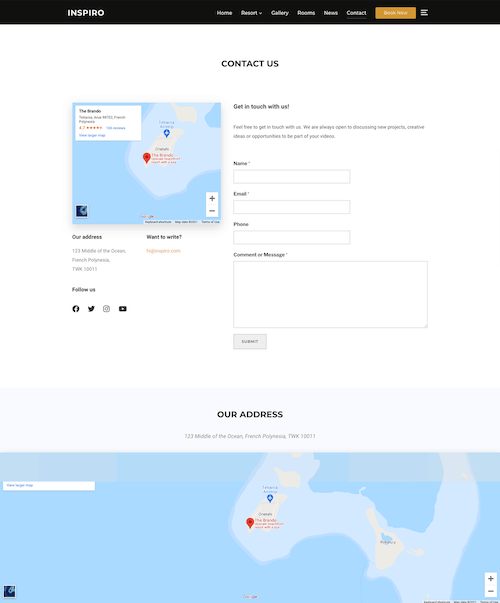 INSPIRO
Home Resort Gallery Rooms News Contact Book Now
CONTACT US
The Brando
Tetiaroa, Arue 98702, French
Polynesia
4.7 166 reviews
View larger map
Tetiaroa
Airstrip
Onetahi
The Brando
Google
Keyboard shortcuts Map data ©2021 Terms of Use
Our address
123 Middle of the Ocean,
French Polynesia,
TWK 10011
Want to write?
hi@inspiro.com
Follow us
Get in touch with us!
Feel free to get in touch with us. We are always open to discussing new projects, creative
ideas or opportunities to be part of your videos.
Name *
Email *
Phone
Comment or Message *
SUBMIT
OUR ADDRESS
123 Middle of the Ocean, French Polynesia, TWK 10011
View larger map
Tetiaroa
Airstrip
Onetahi
The Brando
Google
Keyboard shortcuts Map data ©2021 Terms of Use